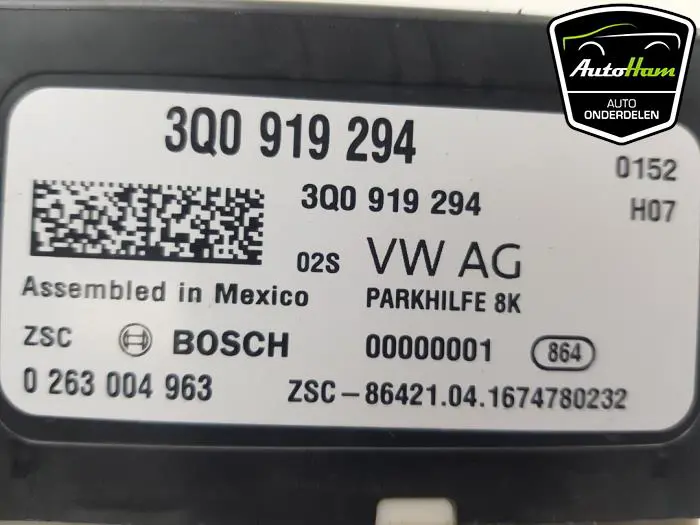 AutoHam
AUTO
ONDERDELEN
3Q0 919 294
0152
3Q0 919 294
H07
02S VW AG
Assembled in Mexico
PARKHILFE 8K
ZSC BOSCH 00000001 864
0 263 004 963
ZSC-86421.04.1674780232